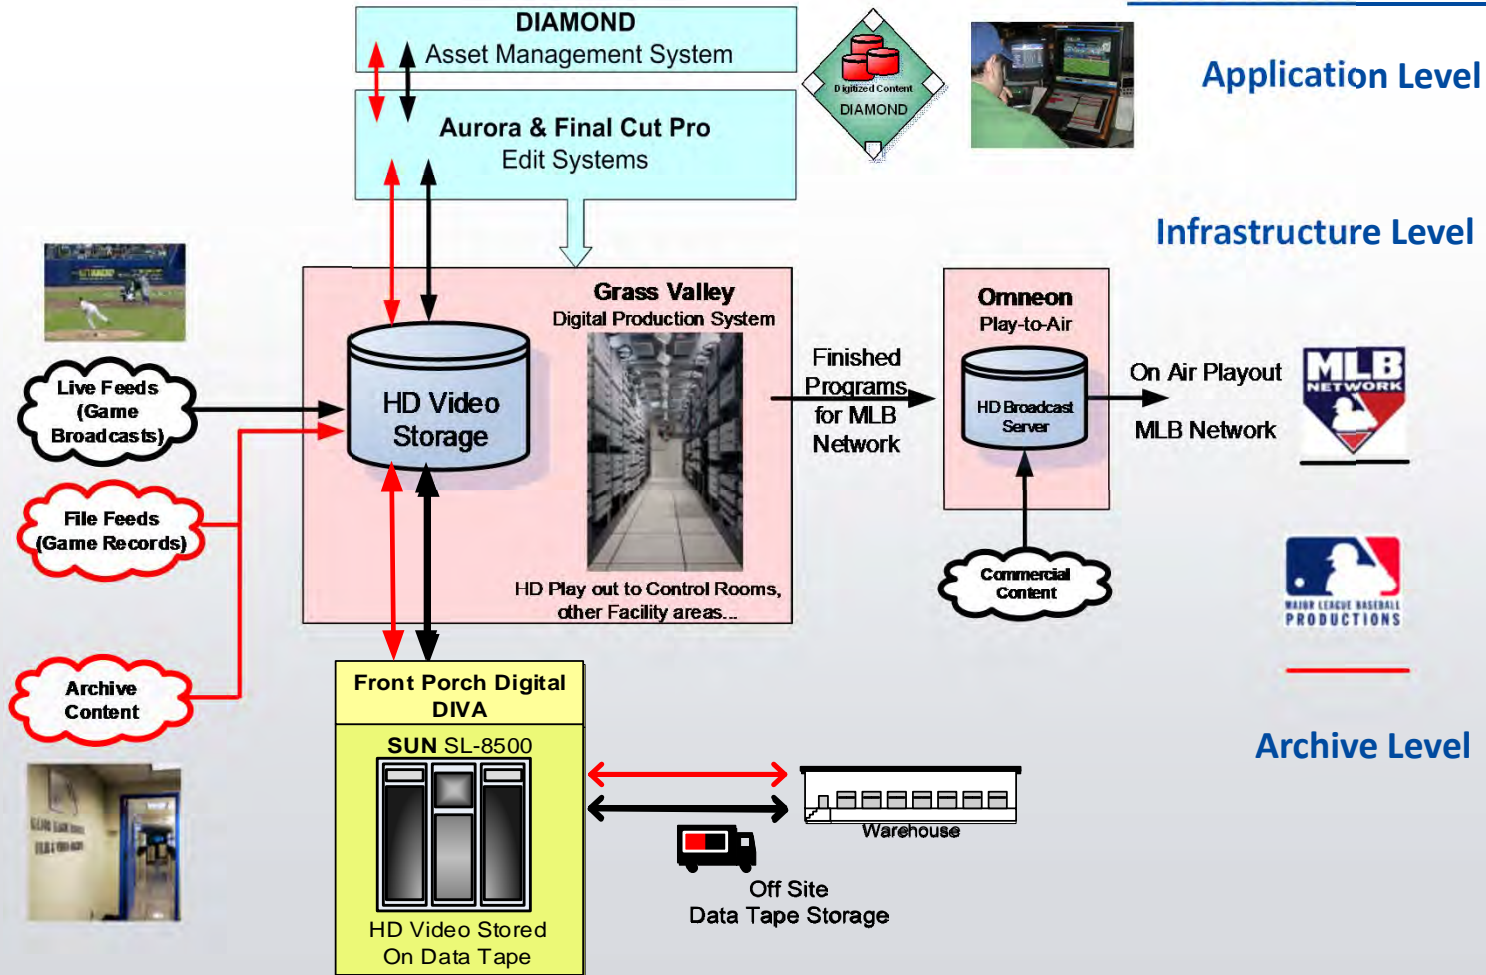 DIAMOND
Asset Management System
Digitized Content
DIAMOND
Application Level
Aurora & Final Cut Pro
Edit Systems
Infrastructure Level
Grass Valley
Digital Production System
HD Video
Storage
HD Play out to Control Rooms,
other Facility areas...
Live Feeds
(Game
Broadcasts)
File Feeds
(Game Records)
Archive
Content
Finished
Programs
for MLB
Network
Omneon
Play-to-Air
HD Broadcast
Server
Commercial
Content
On Air Playout
MLB Network
MLB
NETWORK
MAJOR LEAGUE BASEBALL
PRODUCTIONS
Archive Level
Front Porch Digital
DIVA
SUN SL-8500
HD Video Stored
On Data Tape
Warehouse
Off Site
Data Tape Storage